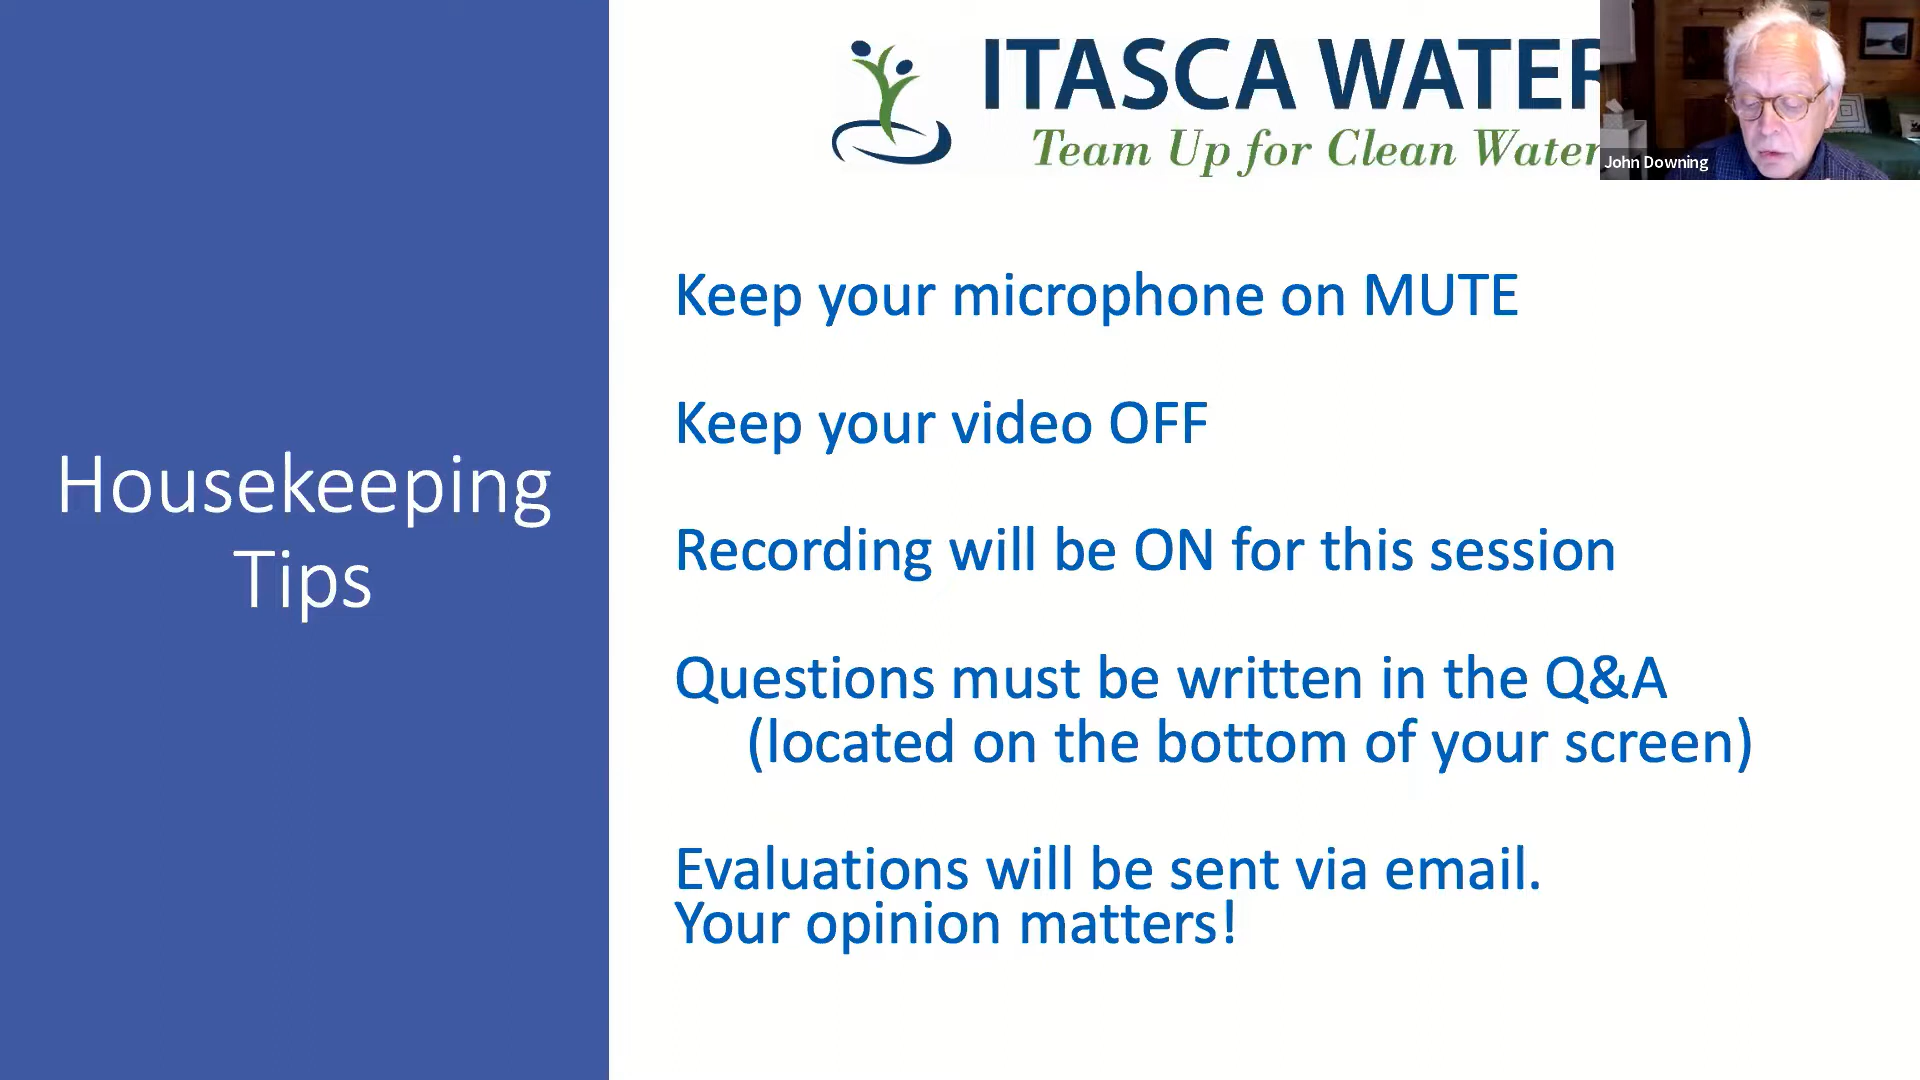 Housekeeping
Tips
ITASCA WATER
Team Up for Clean Water
John Downing
Keep your microphone on MUTE
Keep your video OFF
Recording will be ON for this session
Questions must be written in the Q&A
(located on the bottom of your screen)
Evaluations will be sent via email.
Your opinion matters!